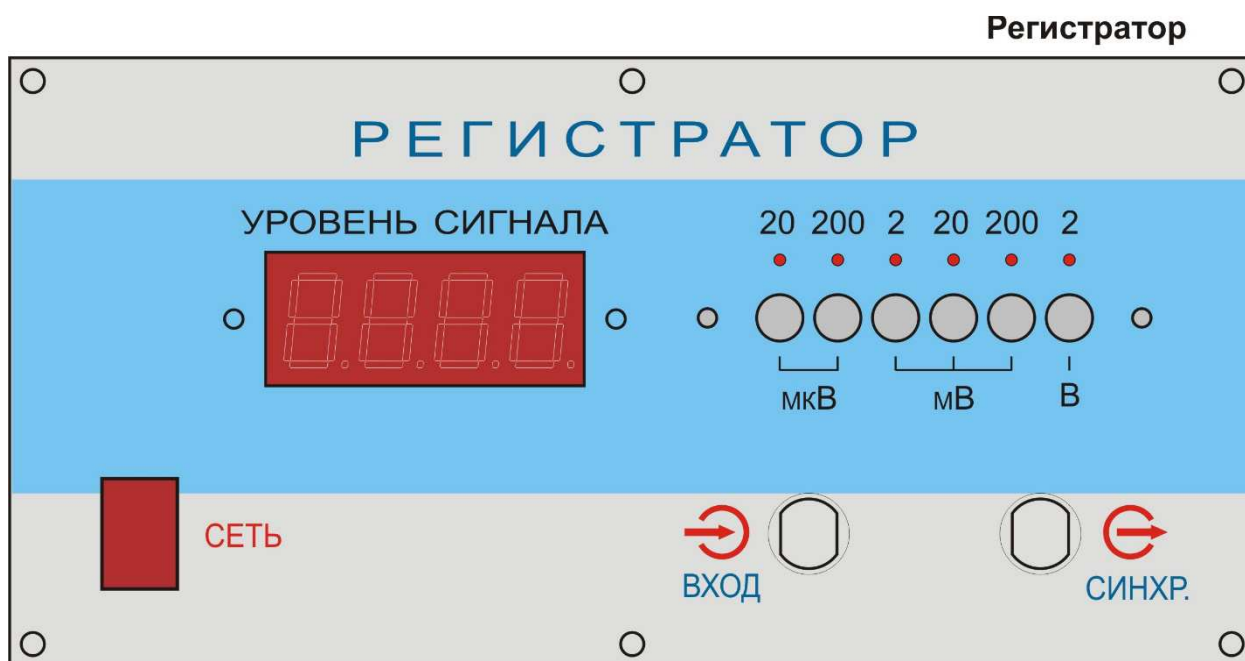 Регистратор
РЕГИСТРАТОР
УРОВЕНЬ СИГНАЛА
20 200 2 20 200 2
мкВ мВ В
СЕТЬ
ВХОД
СИНХР.